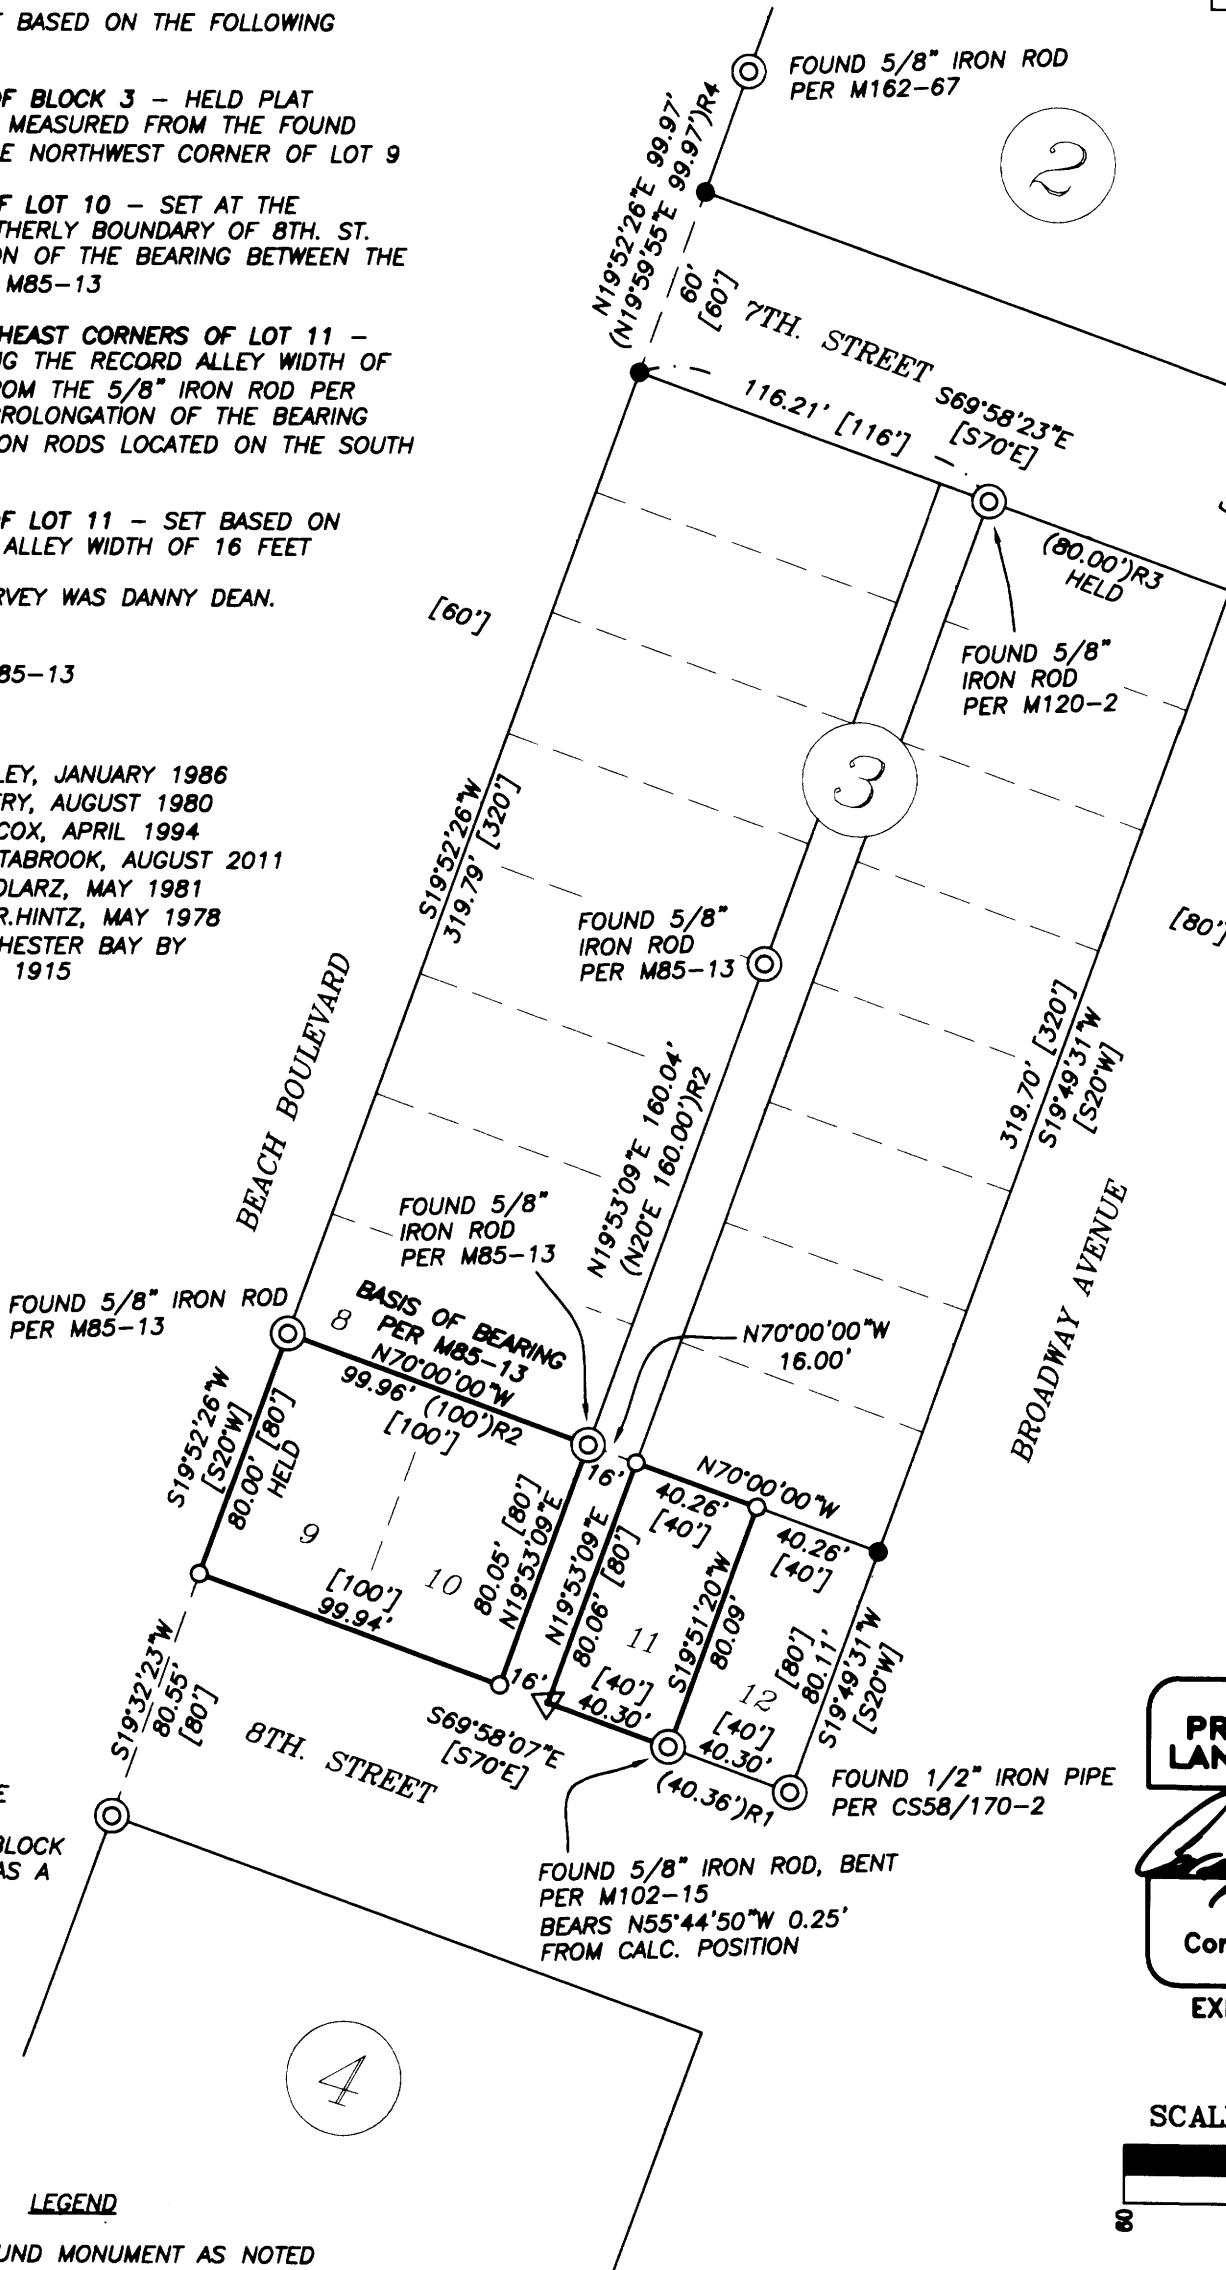 BASED ON THE FOLLOWING
OF BLOCK 3 – HELD PLAT
MEASURED FROM THE FOUND
NORTHWEST CORNER OF LOT 9
LOT 10 – SET AT THE
BOUNDARY OF 8TH. ST.
OF THE BEARING BETWEEN THE
M85–13
CORNERS OF LOT 11 –
THE RECORD ALLEY WIDTH OF
THE 5/8" IRON ROD PER
PROLONGATION OF THE BEARING
RODS LOCATED ON THE SOUTH
LOT 11 – SET BASED ON
ALLEY WIDTH OF 16 FEET
WAS DANNY DEAN.
85–13
LEY, JANUARY 1986
RY, AUGUST 1980
COX, APRIL 1994
TABROOK, AUGUST 2011
OLARZ, MAY 1981
R.HINTZ, MAY 1978
CHESTER BAY BY
1915
FOUND 5/8" IRON ROD
PER M162–67
2
N19°52'26"E 99.97'
(N19°59'55"E 99.97')R4
60'
[60']
7TH. STREET
S69°58'23"E
[S70°E]
116.21' [116']
(80.00')R3
HELD
[60']
FOUND 5/8"
IRON ROD
PER M120–2
3
S19°52'26"W
319.79' [320']
FOUND 5/8"
IRON ROD
PER M85–13
[80']
319.70' [320']
S19°49'31"W
[S20°W]
BEACH BOULEVARD
N19°53'09"E 160.04'
(N20°E 160.00')R2
BROADWAY AVENUE
FOUND 5/8"
IRON ROD
PER M85–13
FOUND 5/8" IRON ROD
PER M85–13
8
BASIS OF BEARING
PER M85–13
N70°00'00"W
99.96' (100')R2
[100']
N70°00'00"W
16.00'
S19°52'26"W
[S20°W]
80.00' [80']
HELD
16'
N70°00'00"W
40.26'
[40']
40.26'
[40']
9
10
[100']
99.94'
80.05' [80']
N19°53'09"E
N19°53'09"E
80.06' [80']
11
[40']
40.30'
S19°51'20"W
80.09'
12
[40']
40.30'
[80']
80.11'
S19°49'31"W
[S20°W]
16'
S69°58'07"E
[S70°E]
(40.36')R1
S19°32'23"W
80.55'
[80']
8TH. STREET
FOUND 1/2" IRON PIPE
PER CS58/170–2
BLOCK
AS A
FOUND 5/8" IRON ROD, BENT
PER M102–15
BEARS N55°44'50"W 0.25'
FROM CALC. POSITION
4
PR
LAN
Cor
EX
SCAL
60
LEGEND
UND MONUMENT AS NOTED